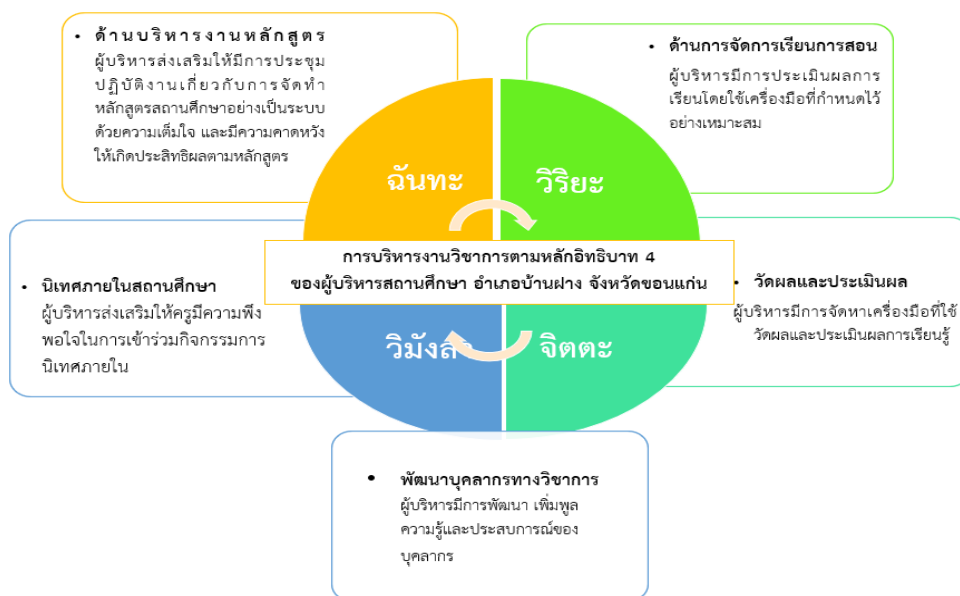 • ด้านบริหารงานหลักสูตร
ผู้บริหารส่งเสริมให้มีการประชุม
ปฏิบัติงานเกี่ยวกับการจัดทำ
หลักสูตรสถานศึกษาอย่างเป็นระบบ
ด้วยความเต็มใจ และมีความคาดหวัง
ให้เกิดประสิทธิผลตามหลักสูตร
• ด้านการจัดการเรียนการสอน
ผู้บริหารมีการประเมินผลการ
เรียนโดยใช้เครื่องมือที่กำหนดไว้
อย่างเหมาะสม
ฉันทะ
วิริยะ
การบริหารงานวิชาการตามหลักอิทธิบาท 4
ของผู้บริหารสถานศึกษา อำเภอบ้านฝาง จังหวัดขอนแก่น
• นิเทศภายในสถานศึกษา
ผู้บริหารส่งเสริมให้ครูมีความพึง
พอใจในการเข้าร่วมกิจกรรมการ
นิเทศภายใน
• วัดผลและประเมินผล
ผู้บริหารมีการจัดหาเครื่องมือที่ใช้
วัดผลและประเมินผลการเรียนรู้
วิมังสา
จิตตะ
• พัฒนาบุคลากรทางวิชาการ
ผู้บริหารมีการพัฒนา เพิ่มพูล
ความรู้และประสบการณ์ของ
บุคลากร